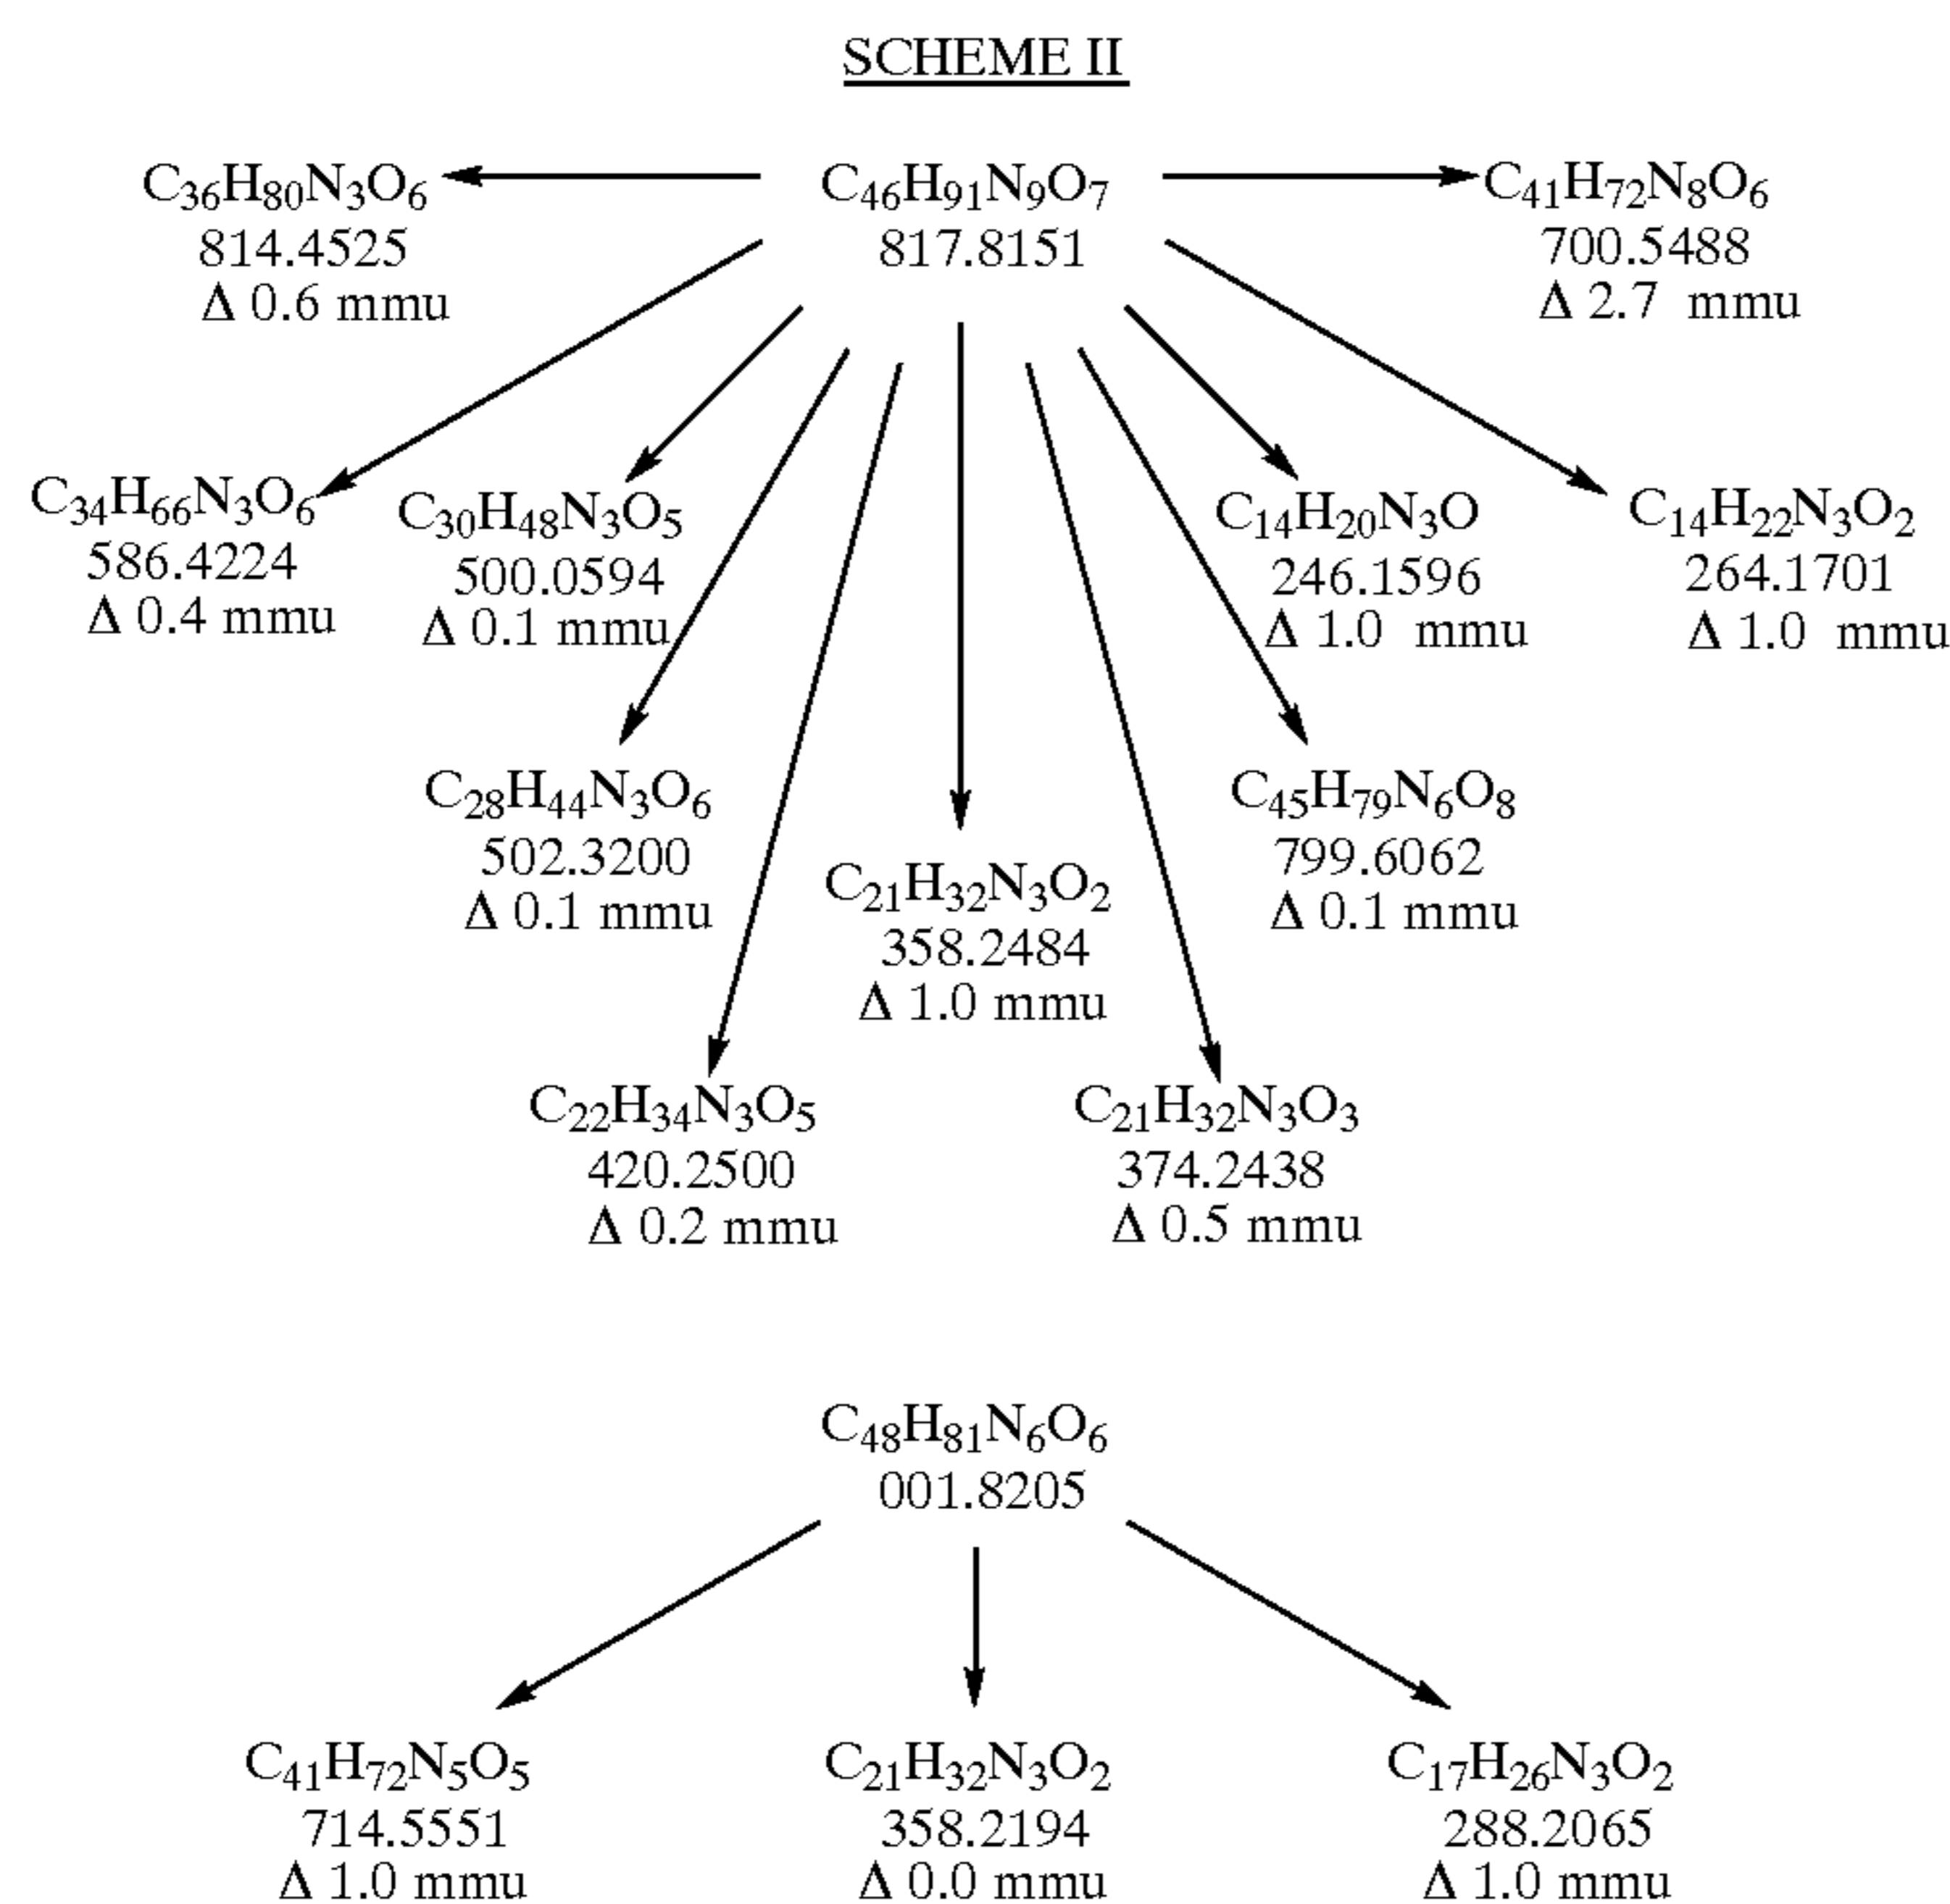 SCHEME II
C36H80N3O6
814.4525
Δ 0.6 mmu
C46H91N9O7
817.8151
C41H72N8O6
700.5488
Δ 2.7 mmu
C34H66N3O6
586.4224
Δ 0.4 mmu
C30H48N3O5
500.0594
Δ 0.1 mmu
C14H20N3O
246.1596
Δ 1.0 mmu
C14H22N3O2
264.1701
Δ 1.0 mmu
C28H44N3O6
502.3200
Δ 0.1 mmu
C21H32N3O2
358.2484
Δ 1.0 mmu
C45H79N6O8
799.6062
Δ 0.1 mmu
C22H34N3O5
420.2500
Δ 0.2 mmu
C21H32N3O3
374.2438
Δ 0.5 mmu
C48H81N6O6
001.8205
C41H72N5O5
714.5551
Δ 1.0 mmu
C21H32N3O2
358.2194
Δ 0.0 mmu
C17H26N3O2
288.2065
Δ 1.0 mmu